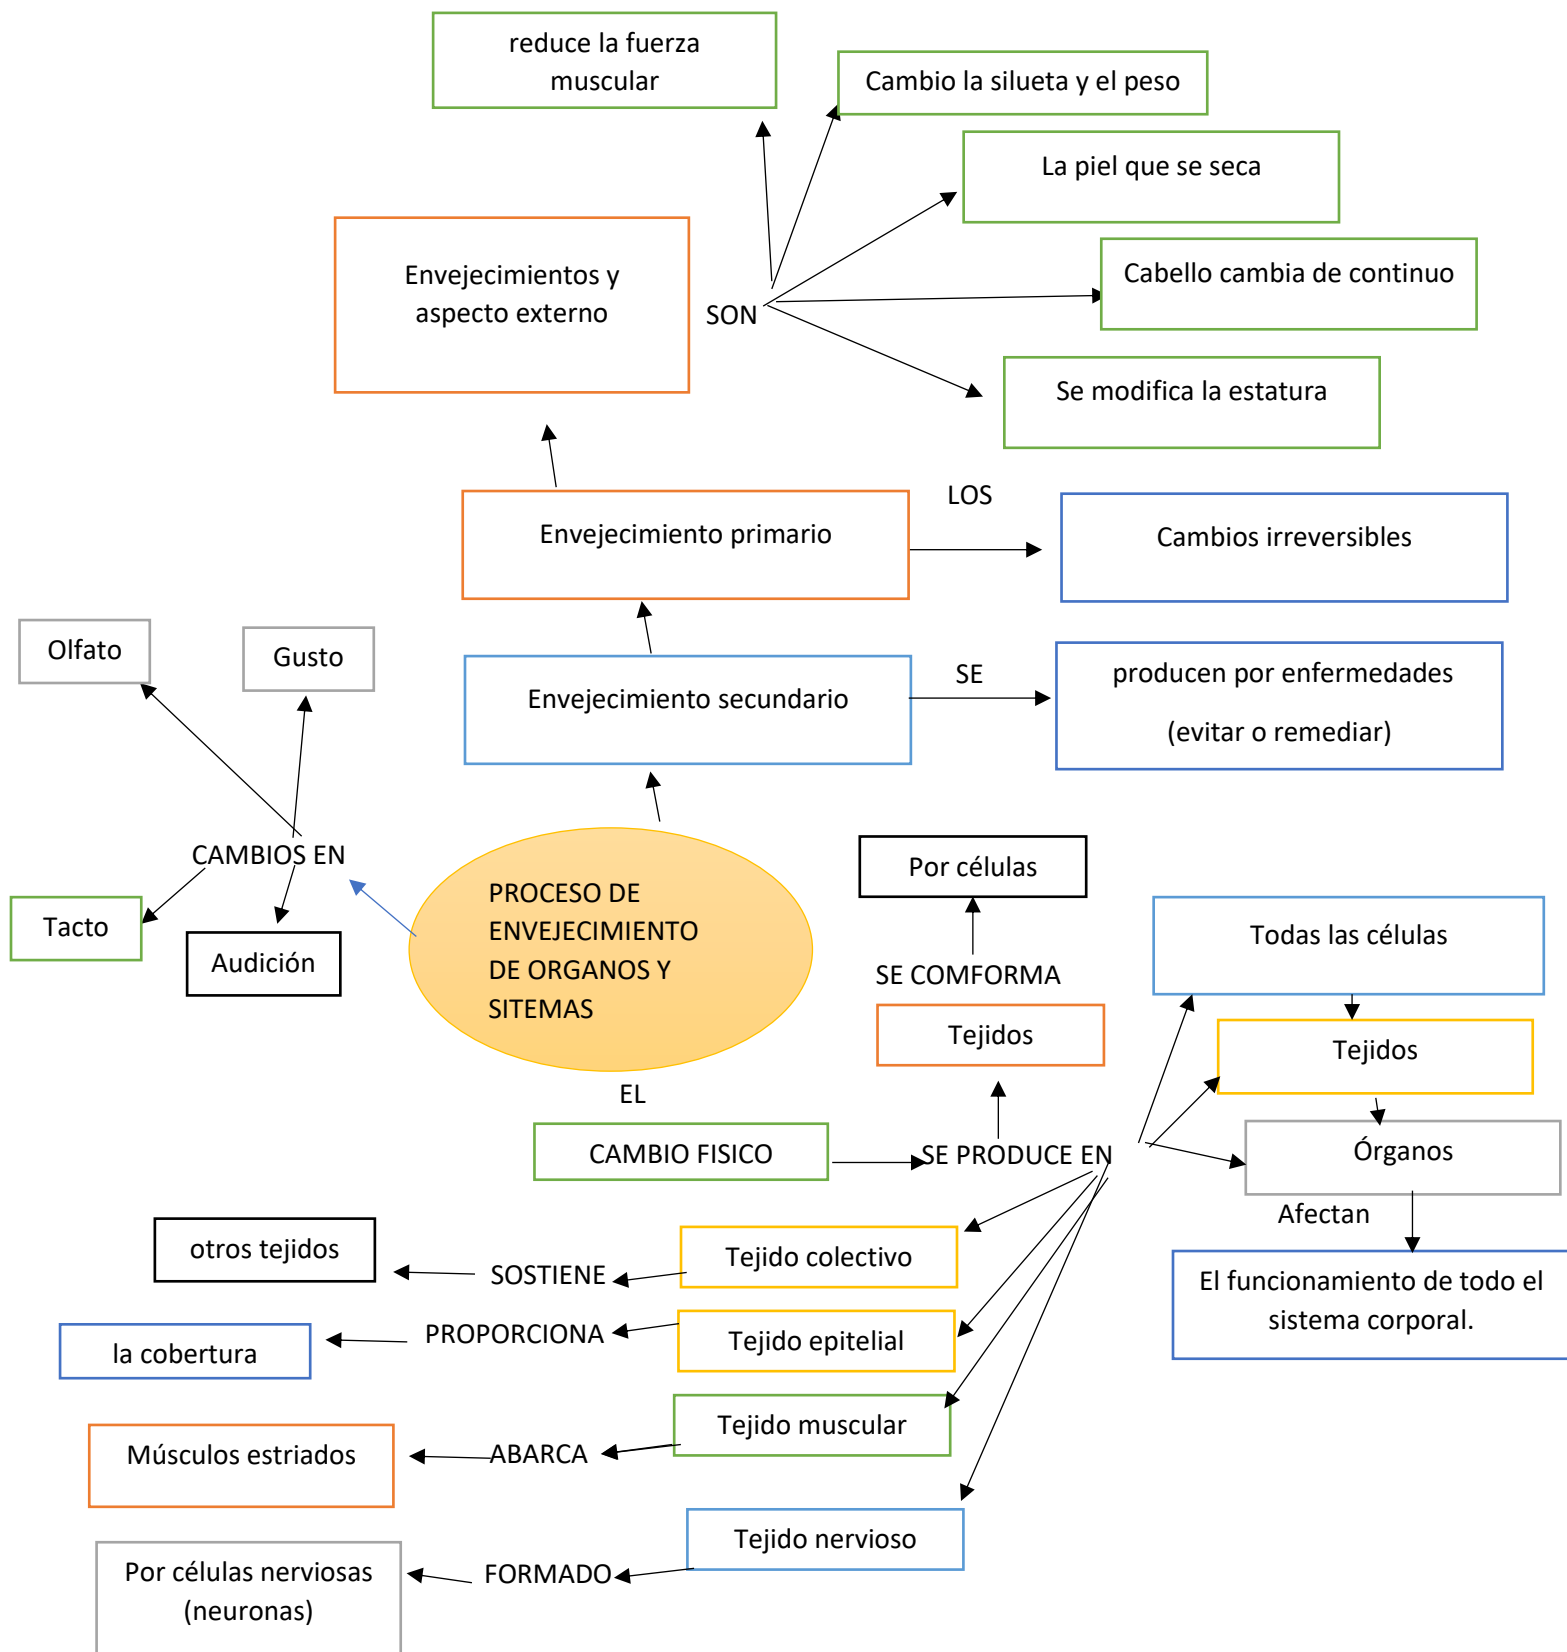 reduce la fuerza
muscular
Cambio la silueta y el peso
La piel que se seca
Envejecimientos y
aspecto externo
SON
Cabello cambia de continuo
Se modifica la estatura
Envejecimiento primario
LOS
Cambios irreversibles
Olfato
Gusto
Envejecimiento secundario
SE
producen por enfermedades
(evitar o remediar)
CAMBIOS EN
Tacto
Audición
PROCESO DE
ENVEJECIMIENTO
DE ORGANOS Y
SITEMAS
Por células
SE COMFORMA
Tejidos
Todas las células
Tejidos
EL
CAMBIO FISICO
SE PRODUCE EN
Órganos
Afectan
El funcionamiento de todo el
sistema corporal.
otros tejidos
SOSTIENE
Tejido colectivo
la cobertura
PROPORCIONA
Tejido epitelial
Músculos estriados
ABARCA
Tejido muscular
Por células nerviosas
(neuronas)
FORMADO
Tejido nervioso